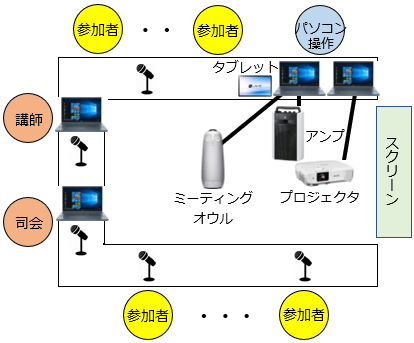 参加者
・・
参加者
パソコン
操作
タブレット
講師
アンプ
スクリーン
ミーティング
オウル
プロジェクタ
司会
参加者
・・・
参加者